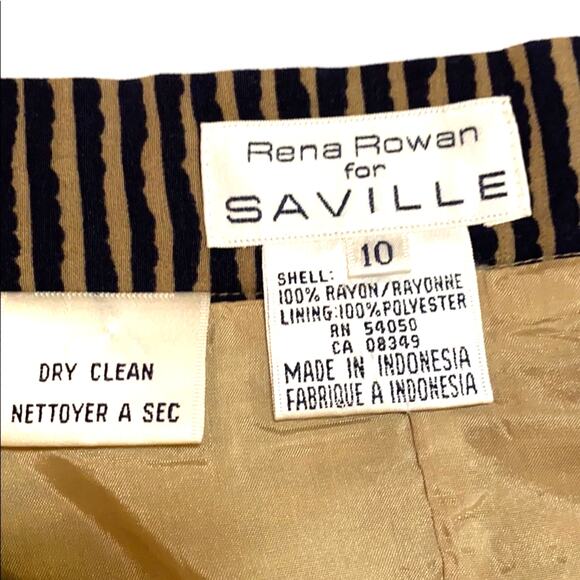 Rena Rowan
for
SAVILLE
10
SHELL:
100% RAYON/RAYONNE
LINING:100%POLYESTER
RN 54050
CA 08349
MADE IN INDONESIA
FABRIQUE A INDONESIA
DRY CLEAN
NETTOYER A SEC